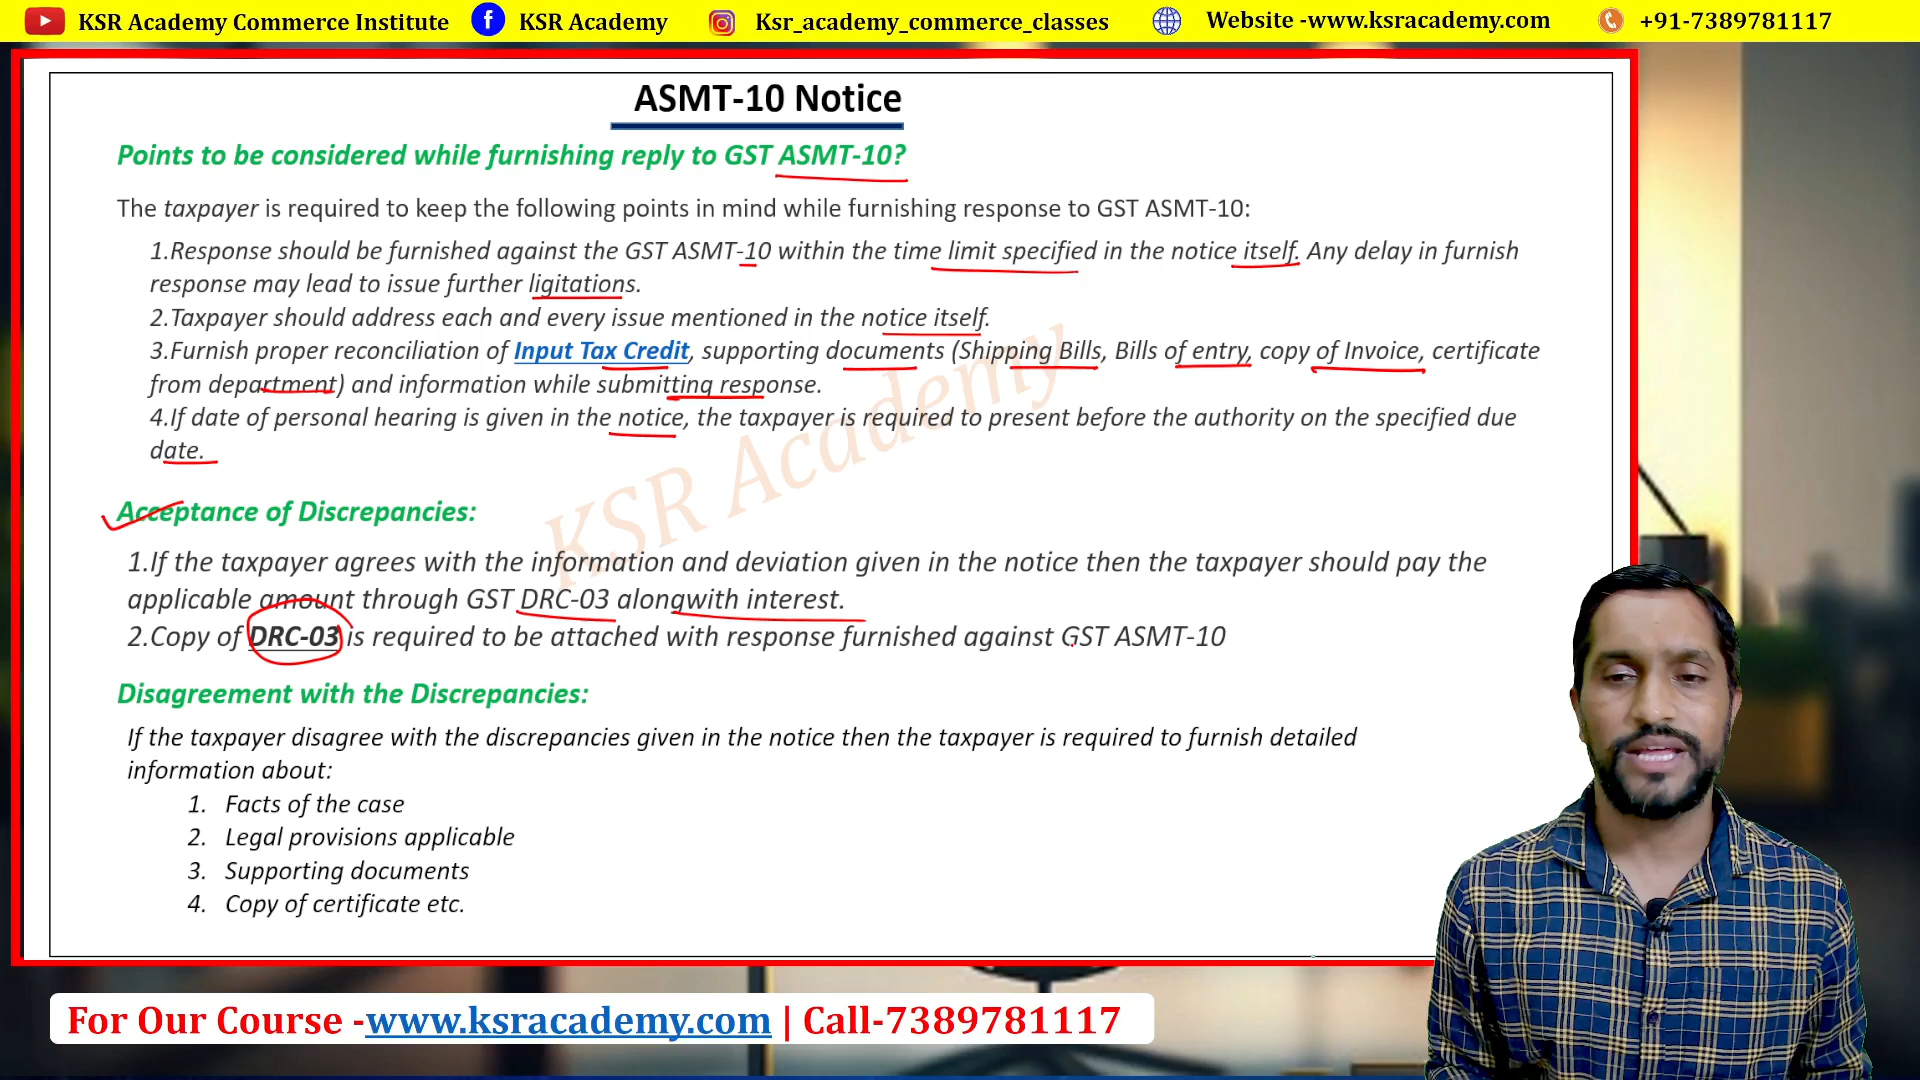 KSR Academy Commerce Institute KSR Academy Ksr_academy_commerce_classes Website -www.ksracademy.com +91-7389781117
ASMT-10 Notice
Points to be considered while furnishing reply to GST ASMT-10?
The taxpayer is required to keep the following points in mind while furnishing response to GST ASMT-10:
1.Response should be furnished against the GST ASMT-10 within the time limit specified in the notice itself. Any delay in furnish
response may lead to issue further ligitations.
2.Taxpayer should address each and every issue mentioned in the notice itself.
3.Furnish proper reconciliation of Input Tax Credit, supporting documents (Shipping Bills, Bills of entry, copy of Invoice, certificate
from department) and information while submitting response.
4.If date of personal hearing is given in the notice, the taxpayer is required to present before the authority on the specified due
date.
KSR Academy
Acceptance of Discrepancies:
1.If the taxpayer agrees with the information and deviation given in the notice then the taxpayer should pay the
applicable amount through GST DRC-03 alongwith interest.
2.Copy of DRC-03 is required to be attached with response furnished against GST ASMT-10
Disagreement with the Discrepancies:
If the taxpayer disagree with the discrepancies given in the notice then the taxpayer is required to furnish detailed
information about:
1. Facts of the case
2. Legal provisions applicable
3. Supporting documents
4. Copy of certificate etc.
For Our Course -www.ksracademy.com | Call-7389781117